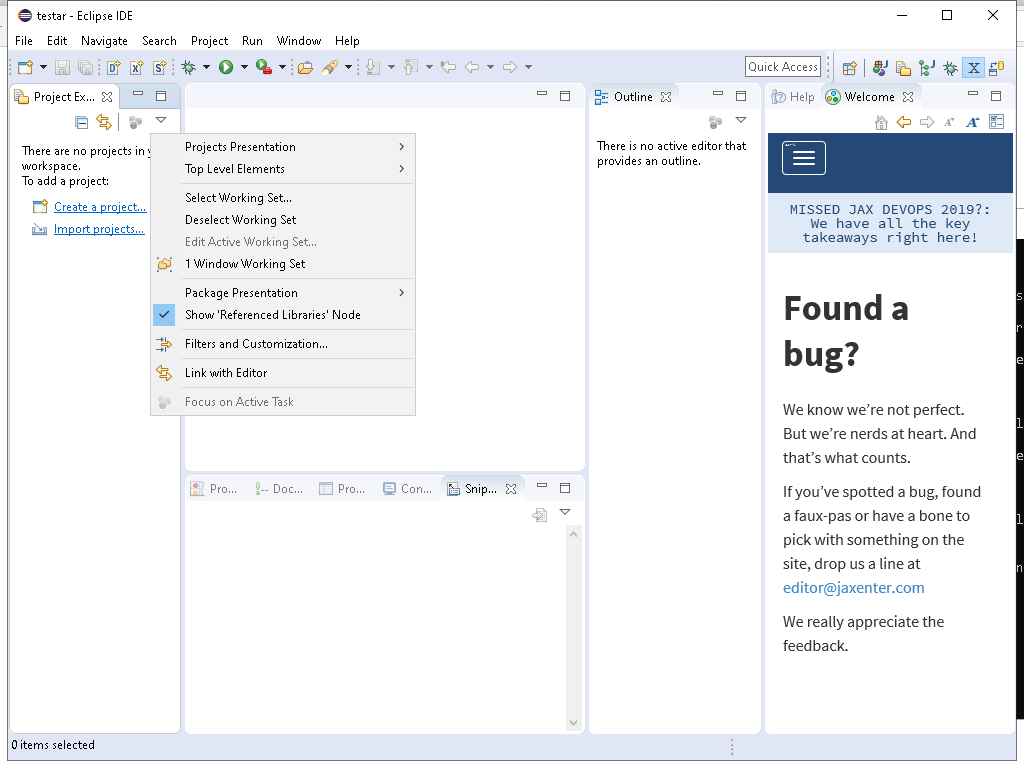 testar - Eclipse IDE
File Edit Navigate Search Project Run Window Help
Quick Access
Project Ex...
There are no projects in
workspace.
To add a project:
Create a project...
Import projects...
Projects Presentation
Top Level Elements
Select Working Set...
Deselect Working Set
Edit Active Working Set...
1 Window Working Set
Package Presentation
Show 'Referenced Libraries' Node
Filters and Customization...
Link with Editor
Focus on Active Task
Pro... Doc... Pro... Con... Snip...
Outline
There is no active editor that
provides an outline.
Help Welcome
MISSED JAX DEVOPS 2019?:
We have all the key
takeaways right here!
Found a
bug?
We know we’re not perfect.
But we’re nerds at heart. And
that’s what counts.
If you’ve spotted a bug, found
a faux-pas or have a bone to
pick with something on the
site, drop us a line at
editor@jaxenter.com
We really appreciate the
feedback.
0 items selected